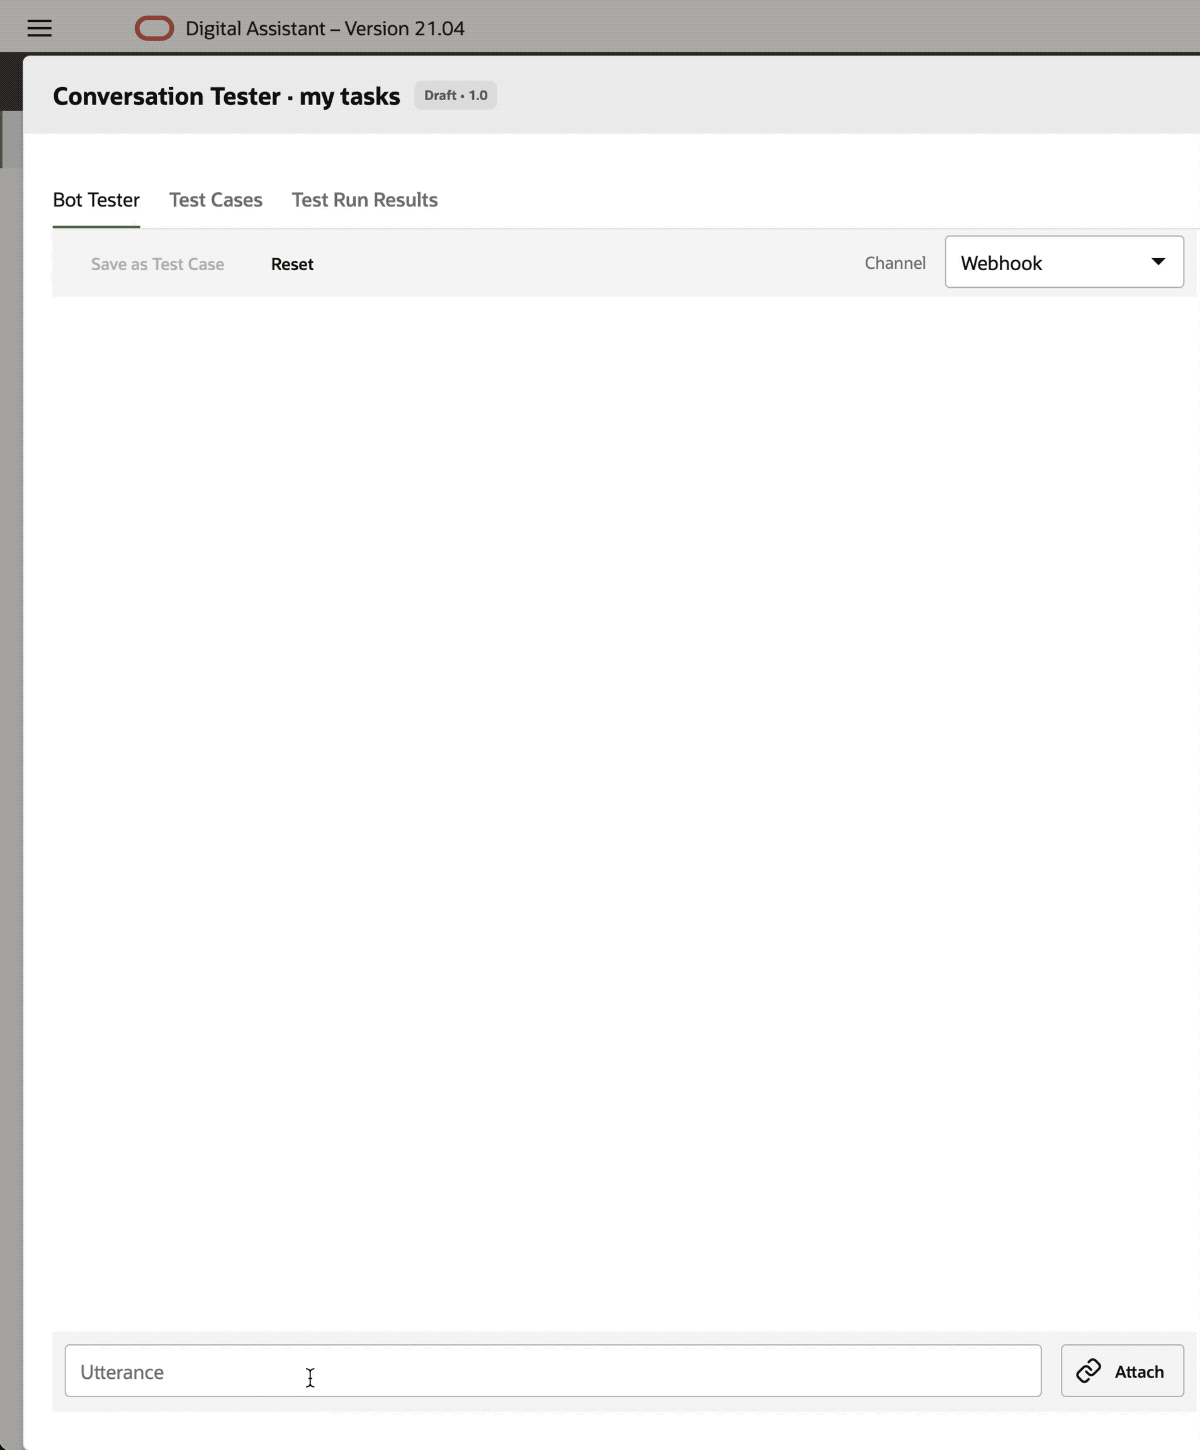 Digital Assistant – Version 21.04
Conversation Tester · my tasks Draft • 1.0
Bot Tester Test Cases Test Run Results
Save as Test Case Reset Channel Webhook
Utterance Attach